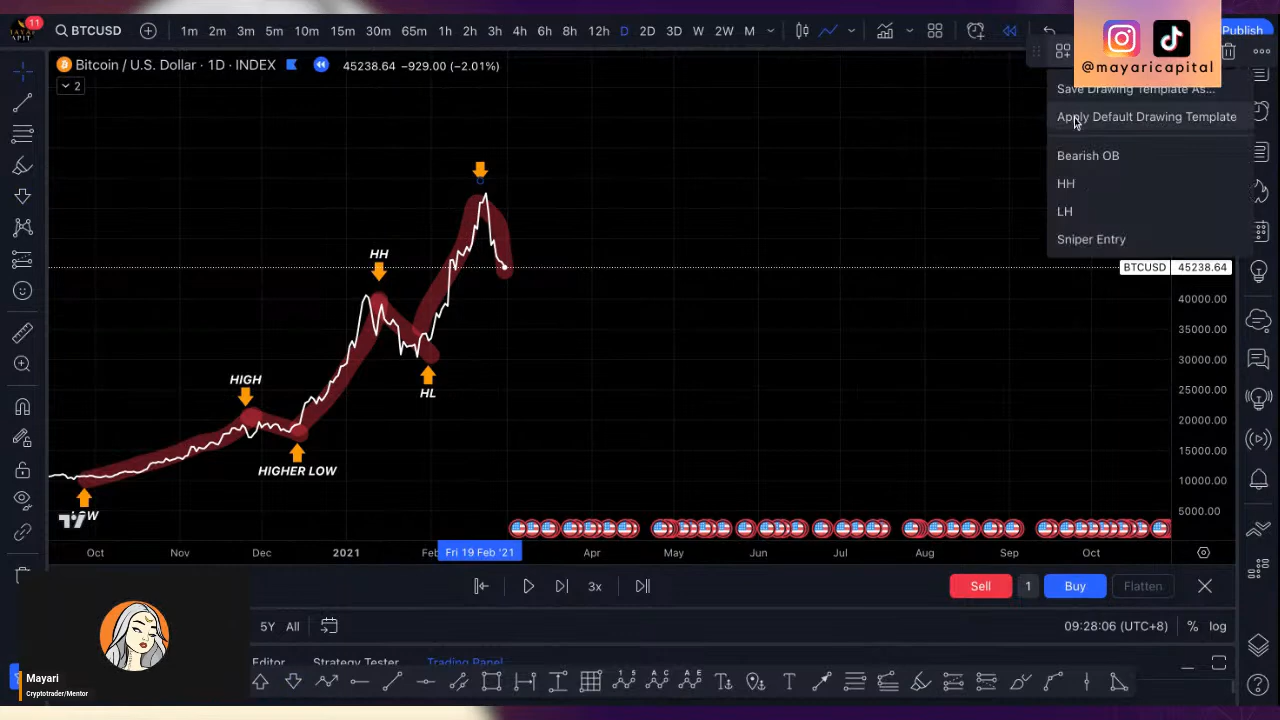 11
BTCUSD
1m 2m 3m 5m 10m 15m 30m 65m 1h 2h 3h 4h 6h 8h 12h D 2D 3D W 2W M
Publish
@mayaricapital
Bitcoin / U.S. Dollar · 1D · INDEX
45238.64 -929.00 (-2.01%)
2
Save Drawing Template As...
Apply Default Drawing Template
Bearish OB
HH
LH
Sniper Entry
BTCUSD 45238.64
HH
HL
HIGH
HIGHER LOW
40000.00
35000.00
30000.00
25000.00
20000.00
15000.00
10000.00
5000.00
Oct Nov Dec 2021 Feb Fri 19 Feb '21 Apr May Jun Jul Aug Sep Oct
3x
Sell 1 Buy Flatten
5Y All
09:28:06 (UTC+8) % log
Editor Strategy Tester Trading Panel
Mayari
Cryptotrader/Mentor